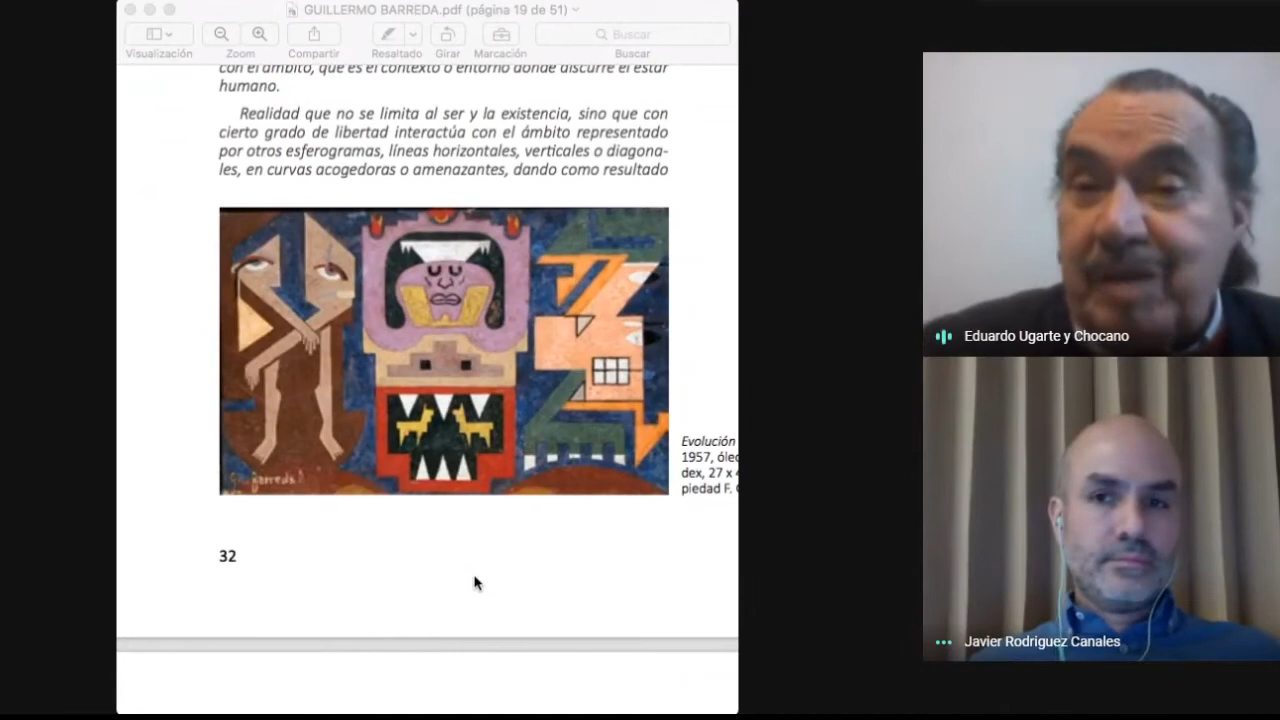 GUILLERMO BARREDA.pdf (página 19 de 51)
Buscar
Visualización
Zoom
Compartir
Resaltado
Girar
Marcación
Buscar
con el ámbito, que es el contexto o entorno donde discurre el estar
humano.
Realidad que no se limita al ser y la existencia, sino que con
cierto grado de libertad interactúa con el ámbito representado
por otros esferogramas, líneas horizontales, verticales o diagona-
les, en curvas acogedoras o amenazantes, dando como resultado
Evolución
1957, óleo
dex, 27 x
piedad F.
32
Eduardo Ugarte y Chocano
Javier Rodriguez Canales